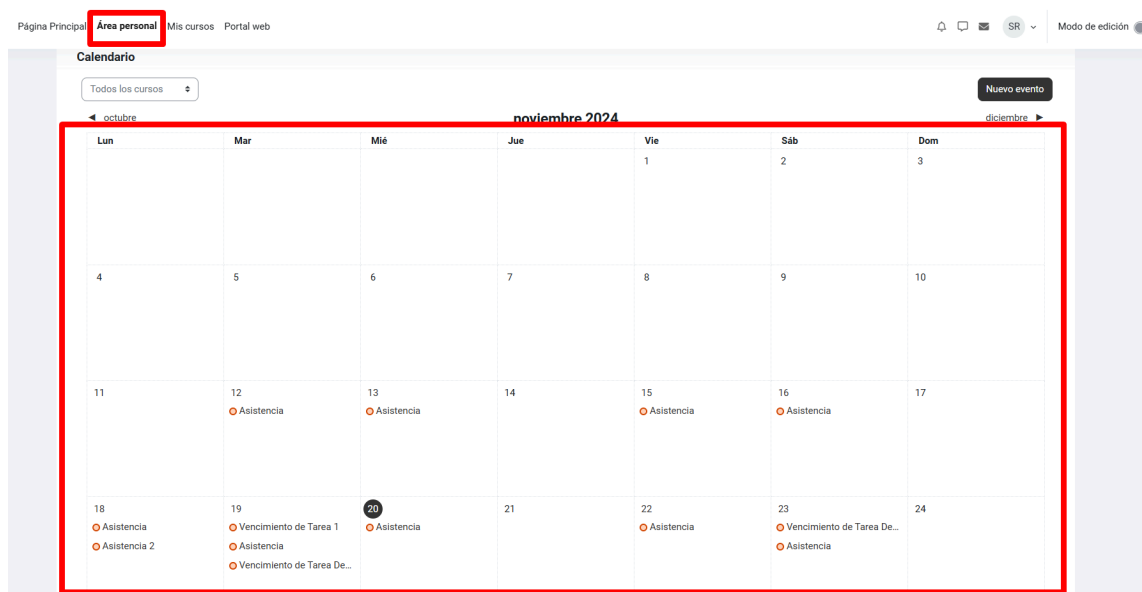 Página Principal Área personal Mis cursos Portal web SR Modo de edición
Calendario
Todos los cursos Nuevo evento
octubre noviembre 2024 diciembre
Lun Mar Mié Jue Vie Sáb Dom
1 2 3
4 5 6 7 8 9 10
11 12 13 14 15 16 17
Asistencia Asistencia Asistencia Asistencia
18 19 20 21 22 23 24
Asistencia Vencimiento de Tarea 1 Asistencia Asistencia Vencimiento de Tarea De...
Asistencia 2 Asistencia Asistencia
Vencimiento de Tarea De...